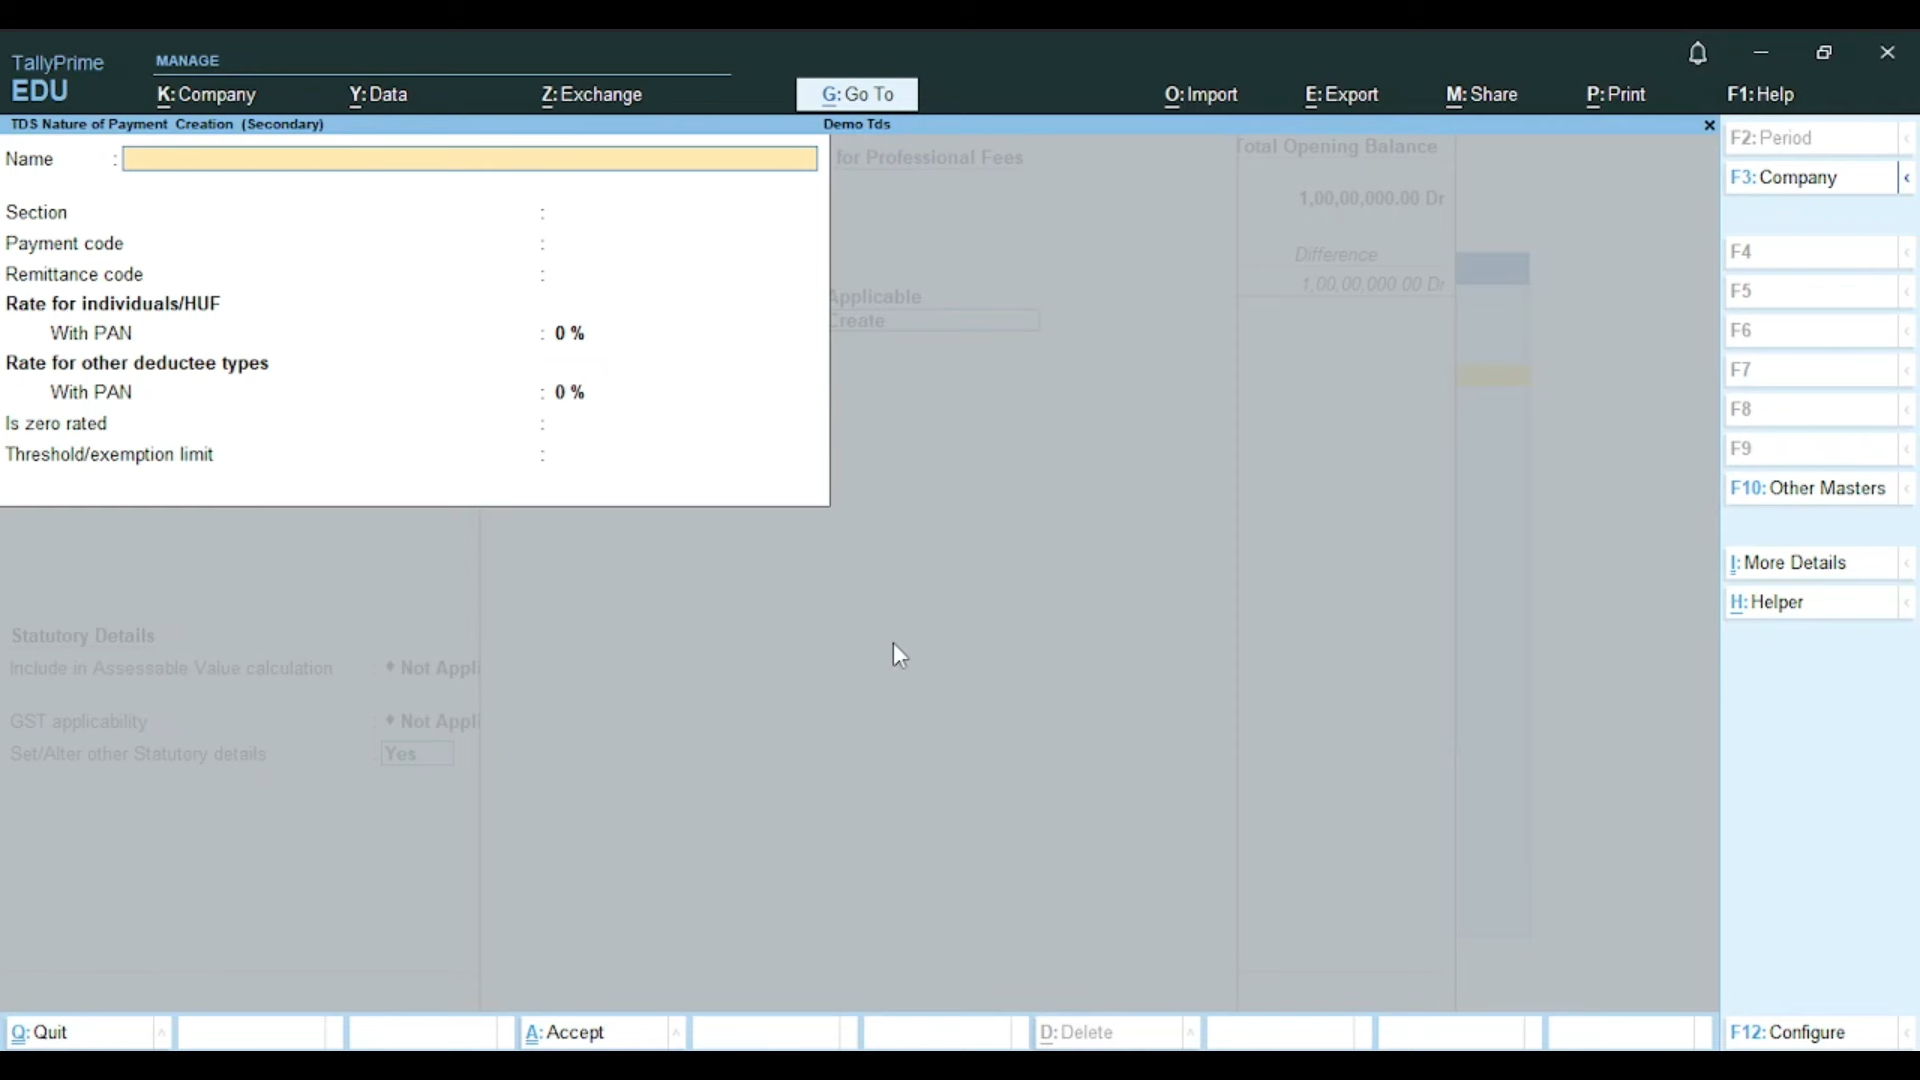 TallyPrime
EDU
MANAGE
K: Company Y: Data Z: Exchange G: Go To O: Import E: Export M: Share P: Print F1: Help
TDS Nature of Payment Creation (Secondary) Demo Tds
Name :
Section :
Payment code :
Remittance code :
Rate for individuals/HUF
With PAN : 0 %
Rate for other deductee types
With PAN : 0 %
Is zero rated :
Threshold/exemption limit :
for Professional Fees
Applicable
Create
Total Opening Balance
1,00,00,000.00 Dr
Difference
1,00,00,000.00 Dr
Statutory Details
Include in Assessable Value calculation : ♦ Not Appli
GST applicability : ♦ Not Appli
Set/Alter other Statutory details Yes
F2: Period
F3: Company
F4
F5
F6
F7
F8
F9
F10: Other Masters
I: More Details
H: Helper
Q: Quit A: Accept D: Delete F12: Configure